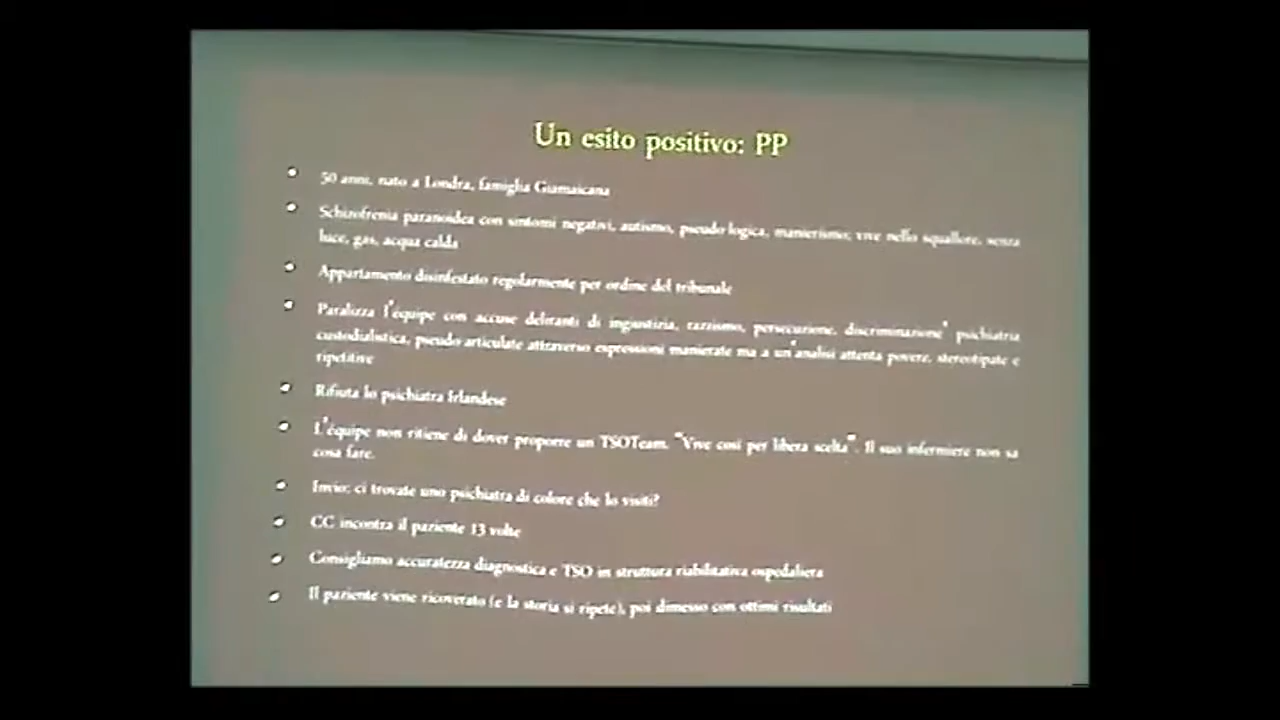 Un esito positivo: PP
• 50 anni, nato a Londra, famiglia Giamaicana
• Schizofrenia paranoidea con sintomi negativi, autismo, pseudo logica, manierismo; vive nello squallore, senza
luce, gas, acqua calda
• Appartamento disinfestato regolarmente per ordine del tribunale
• Paralizza l'équipe con accuse deliranti di ingiustizia, razzismo, persecuzione, discriminazione" psichiatria
custodialistica, pseudo articulate attraverso expressioni manierate ma a un'analisi attenta povere, stereotipate e
ripetitive
• Rifiuta lo psichiatra Irlandese
• L'équipe non ritiene di dover proporre un TSOTeam. "Vive così per libera scelta". Il suo infermiere non sa
cosa fare.
• Invio: ci trovate uno psichiatra di colore che lo visiti?
• CC incontra il paziente 13 volte
• Consigliamo accuratezza diagnostica e TSO in struttura riabilitativa ospedaliera
• Il paziente viene ricoverato (e la storia si ripete), poi dimesso con ottimi risultati